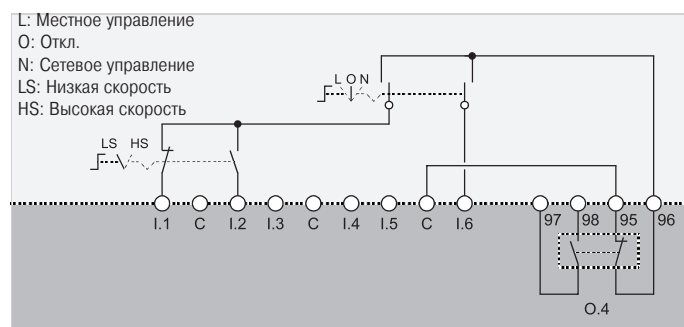 L: Местное управление
O: Откл.
N: Сетевое управление
LS: Низкая скорость
HS: Высокая скорость
L O N
LS HS
I.1 C I.2 I.3 C I.4 I.5 C I.6 97 98 95 96
O.4